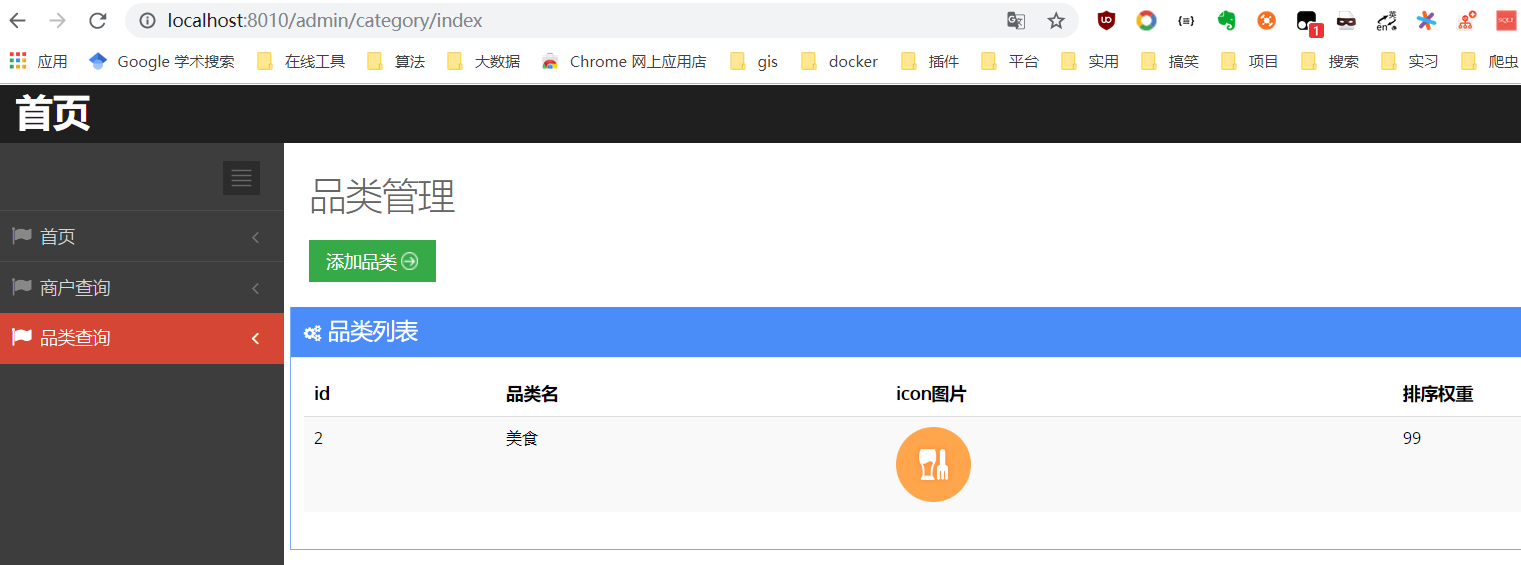 localhost:8010/admin/category/index
应用 Google 学术搜索 在线工具 算法 大数据 Chrome 网上应用店 gis docker 插件 平台 实用 搞笑 项目 搜索 实习 爬虫
首页
品类管理
首页
添加品类
商户查询
品类查询
品类列表
id 品类名 icon图片 排序权重
2 美食 99